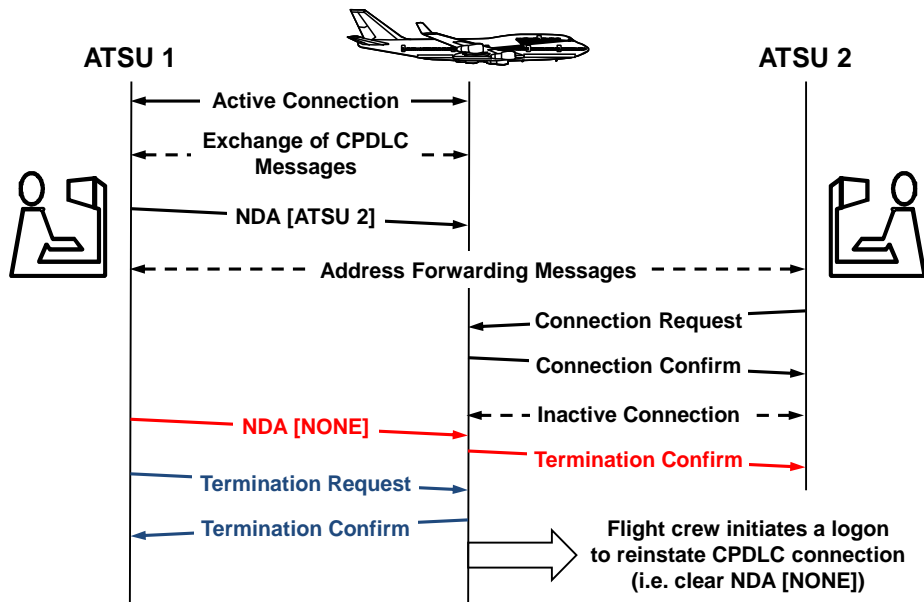 ATSU 1
ATSU 2
Active Connection
Exchange of CPDLC
Messages
NDA [ATSU 2]
Address Forwarding Messages
Connection Request
Connection Confirm
Inactive Connection
NDA [NONE]
Termination Confirm
Termination Request
Termination Confirm
Flight crew initiates a logon
to reinstate CPDLC connection
(i.e. clear NDA [NONE])